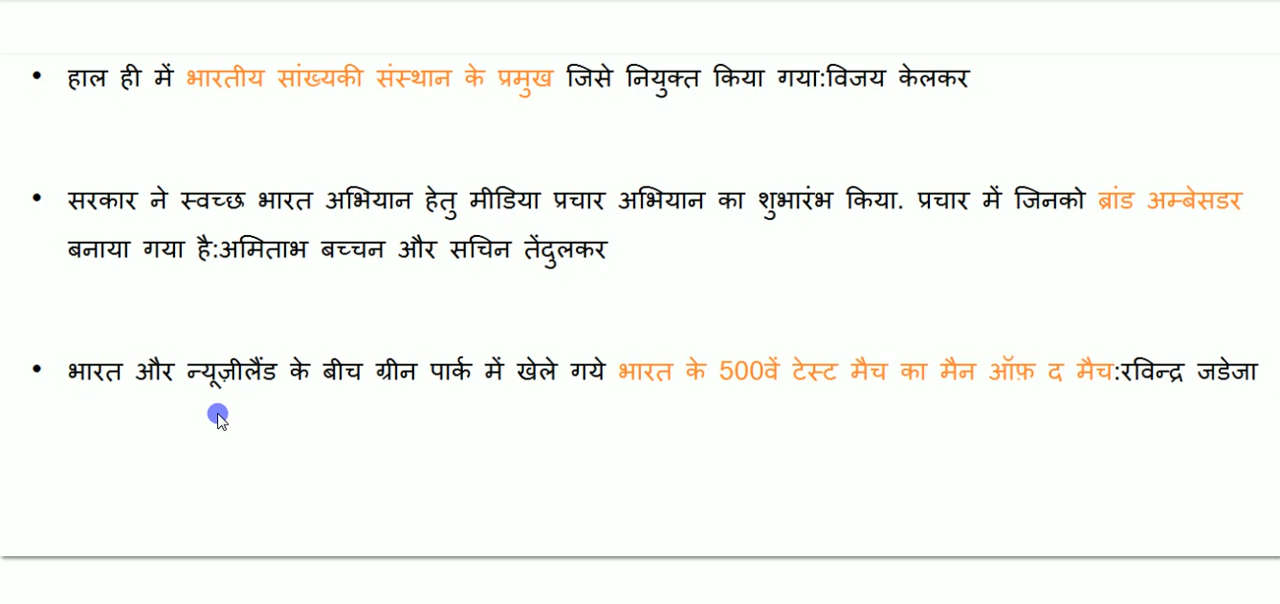 • हाल ही में भारतीय सांख्यकी संस्थान के प्रमुख जिसे नियुक्त किया गया:विजय केलकर
• सरकार ने स्वच्छ भारत अभियान हेतु मीडिया प्रचार अभियान का शुभारंभ किया. प्रचार में जिनको ब्रांड अम्बेसडर
बनाया गया है:अमिताभ बच्चन और सचिन तेंदुलकर
• भारत और न्यूज़ीलैंड के बीच ग्रीन पार्क में खेले गये भारत के 500वें टेस्ट मैच का मैन ऑफ़ द मैच:रविन्द्र जडेजा